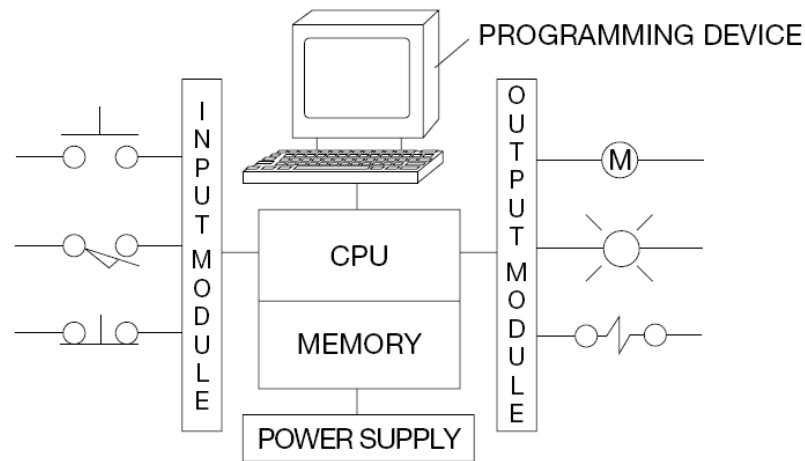 PROGRAMMING DEVICE
INPUT MODULE
OUTPUT MODULE
M
CPU
MEMORY
POWER SUPPLY